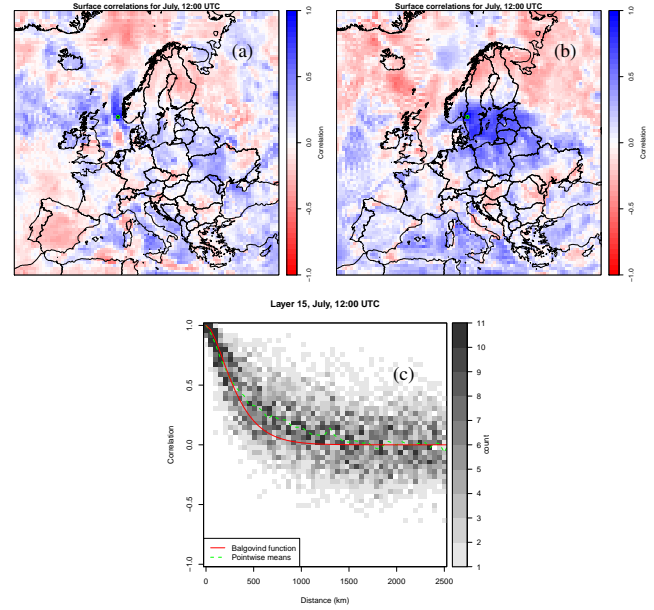 Surface correlations for July, 12:00 UTC
(a)
1.0
0.5
0.0
−0.5
−1.0
Correlation
Surface correlations for July, 12:00 UTC
(b)
1.0
0.5
0.0
−0.5
−1.0
Correlation
Layer 15, July, 12:00 UTC
(c)
1.0
0.5
0.0
−0.5
−1.0
Correlation
Balgovind function
Pointwise means
0 500 1000 1500 2000 2500
Distance (km)
11
10
9
8
7
6
5
4
3
2
1
count